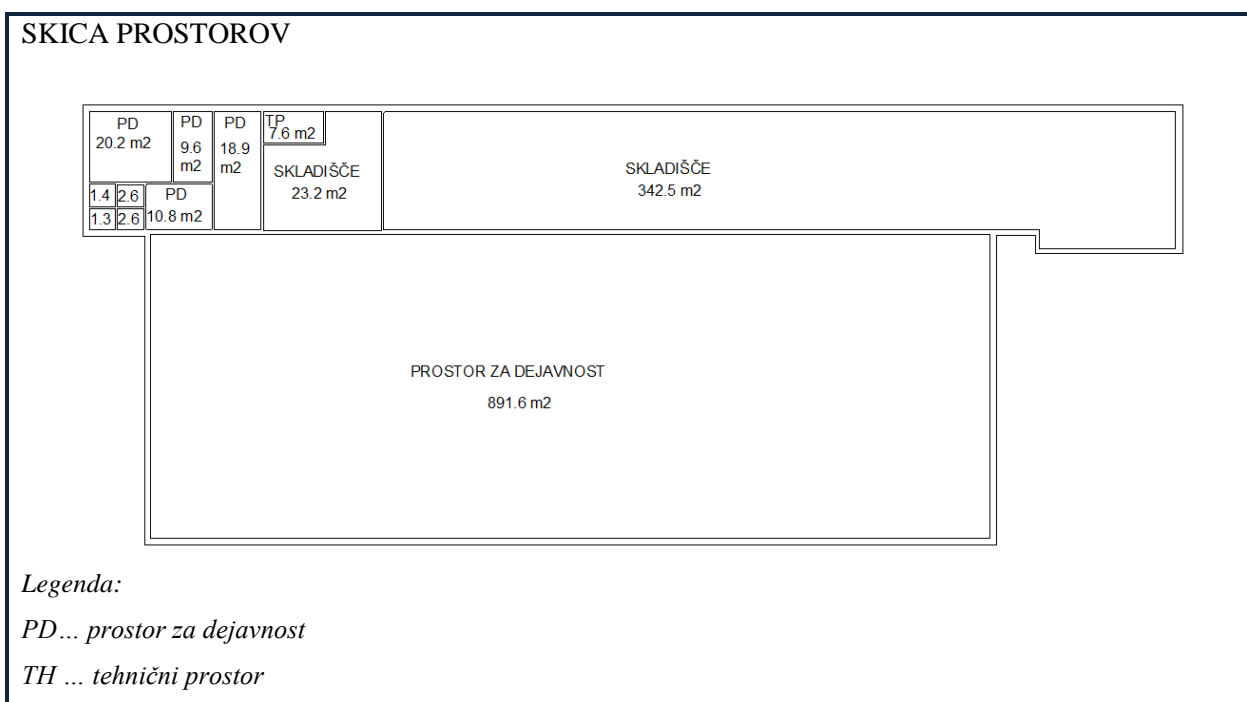 SKICA PROSTOROV
PD
20.2 m2
PD
9.6
m2
PD
18.9
m2
TP
7.6 m2
SKLADIŠČE
23.2 m2
SKLADIŠČE
342.5 m2
1.4
2.6
1.3
2.6
PD
10.8 m2
PROSTOR ZA DEJAVNOST
891.6 m2
Legenda:
PD… prostor za dejavnost
TH … tehnični prostor